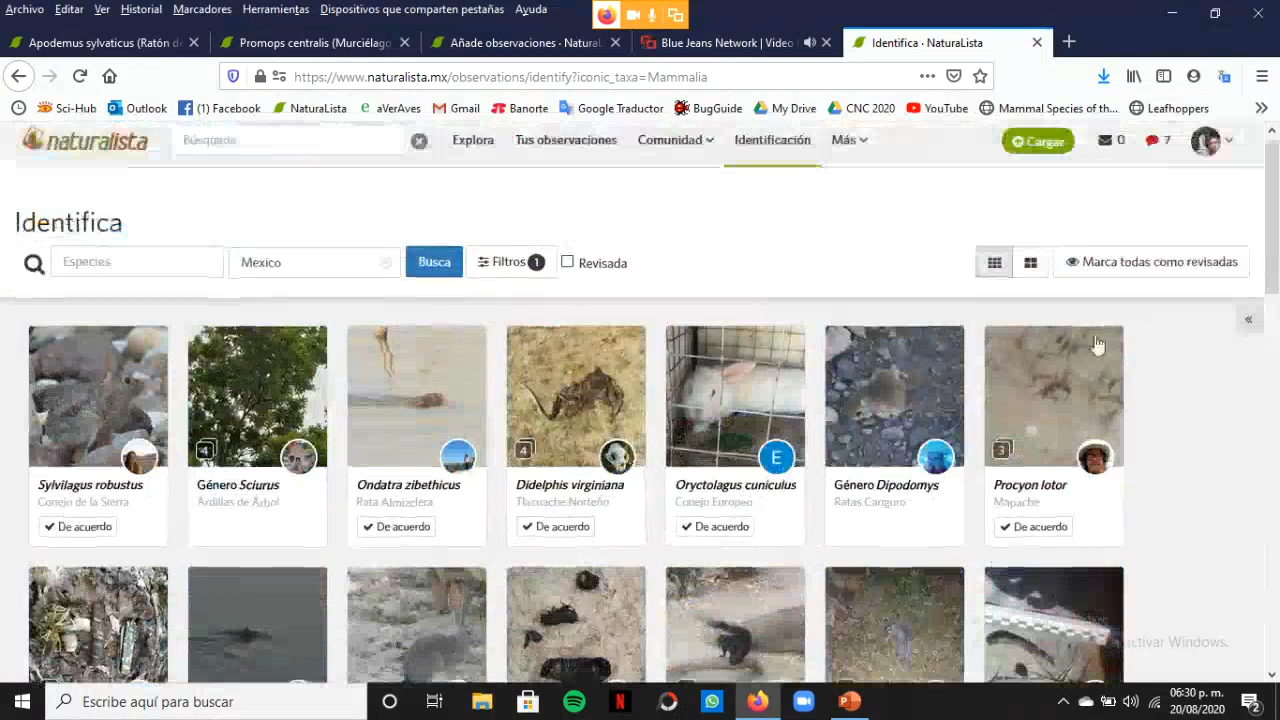 Archivo Editar Ver Historial Marcadores Herramientas Dispositivos que comparten pestañas Ayuda
Apodemus sylvaticus (Ratón d
Promops centralis (Murciélago
Añade observaciones · Natural
Blue Jeans Network | Video
Identifica · NaturaLista
https://www.naturalista.mx/observations/identify?iconic_taxa=Mammalia
Sci-Hub Outlook (1) Facebook NaturaLista aVerAves Gmail Banorte Google Traductor BugGuide My Drive CNC 2020 YouTube Mammal Species of th... Leafhoppers
naturalista Búsqueda Explora Tus observaciones Comunidad Identificación Más Cargar 0 7
Identifica
Especies Mexico Busca Filtros 1 Revisada Marca todas como revisadas
4 4 E 3
Sylvilagus robustus Género Sciurus Ondatra zibethicus Didelphis virginiana Oryctolagus cuniculus Género Dipodomys Procyon lotor
Conejo de la Sierra Ardillas de Árbol Rata Almizclera Tlacuache Norteño Conejo Europeo Ratas Canguro Mapache
De acuerdo De acuerdo De acuerdo De acuerdo De acuerdo
ctivar Windows.
Escribe aquí para buscar
06:30 p. m.
20/08/2020
2